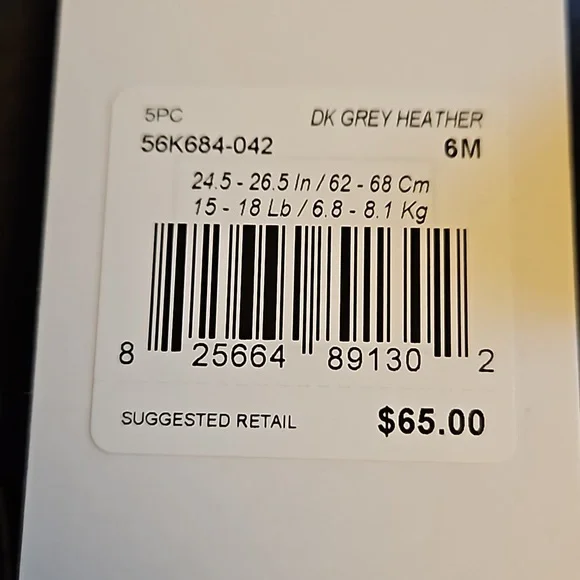 5PC DK GREY HEATHER
56K684-042 6M
24.5 - 26.5 In / 62 - 68 Cm
15 - 18 Lb / 6.8 - 8.1 Kg
8 25664 89130 2
SUGGESTED RETAIL $65.00